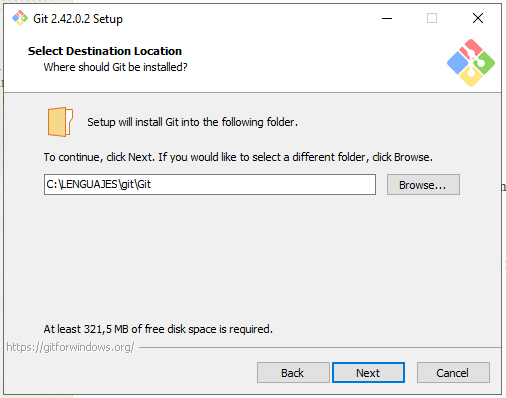 Git 2.42.0.2 Setup
Select Destination Location
Where should Git be installed?
Setup will install Git into the following folder.
To continue, click Next. If you would like to select a different folder, click Browse.
C:\LENGUAJES\git\Git
Browse...
At least 321,5 MB of free disk space is required.
https://gitforwindows.org/
Back
Next
Cancel